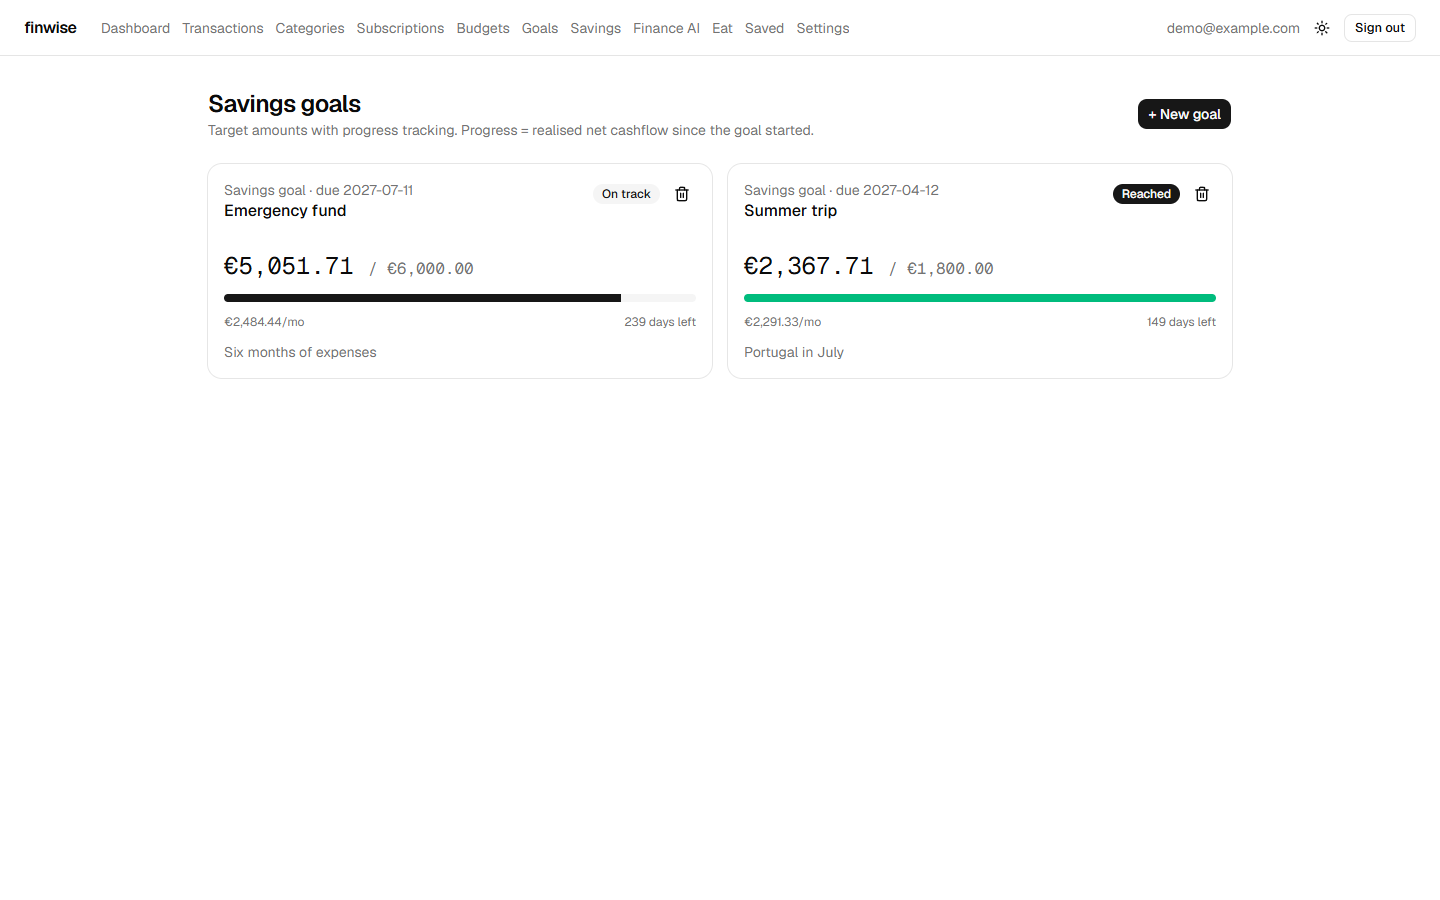 finwise Dashboard Transactions Categories Subscriptions Budgets Goals Savings Finance AI Eat Saved Settings demo@example.com Sign out
Savings goals
Target amounts with progress tracking. Progress = realised net cashflow since the goal started.
+ New goal
Savings goal · due 2027-07-11
On track
Emergency fund
€5,051.71 / €6,000.00
€2,484.44/mo 239 days left
Six months of expenses
Savings goal · due 2027-04-12
Reached
Summer trip
€2,367.71 / €1,800.00
€2,291.33/mo 149 days left
Portugal in July